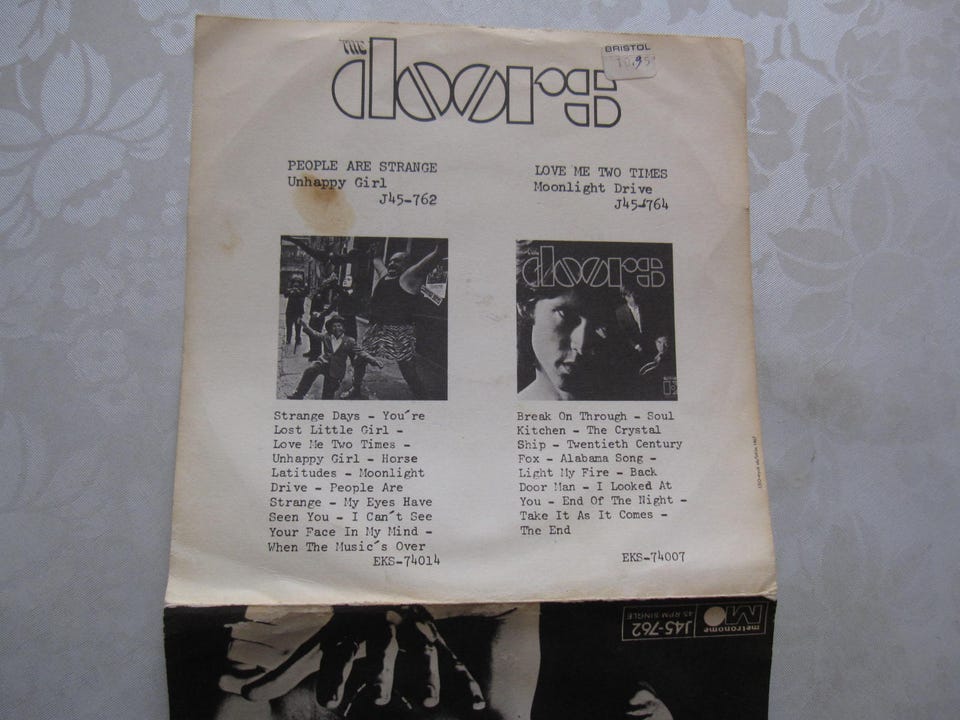 THE
doors
BRISTOL
PEOPLE ARE STRANGE
Unhappy Girl
J45-762
LOVE ME TWO TIMES
Moonlight Drive
J45-764
THE
doors
Strange Days - You´re
Lost Little Girl -
Love Me Two Times -
Unhappy Girl - Horse
Latitudes - Moonlight
Drive - People Are
Strange - My Eyes Have
Seen You - I Can´t See
Your Face In My Mind -
When The Music´s Over
EKS-74014
Break On Through - Soul
Kitchen - The Crystal
Ship - Twentieth Century
Fox - Alabama Song -
Light My Fire - Back
Door Man - I Looked At
You - End Of The Night -
Take It As It Comes -
The End
EKS-74007
metronome
J45-762
45 RPM SINGLE